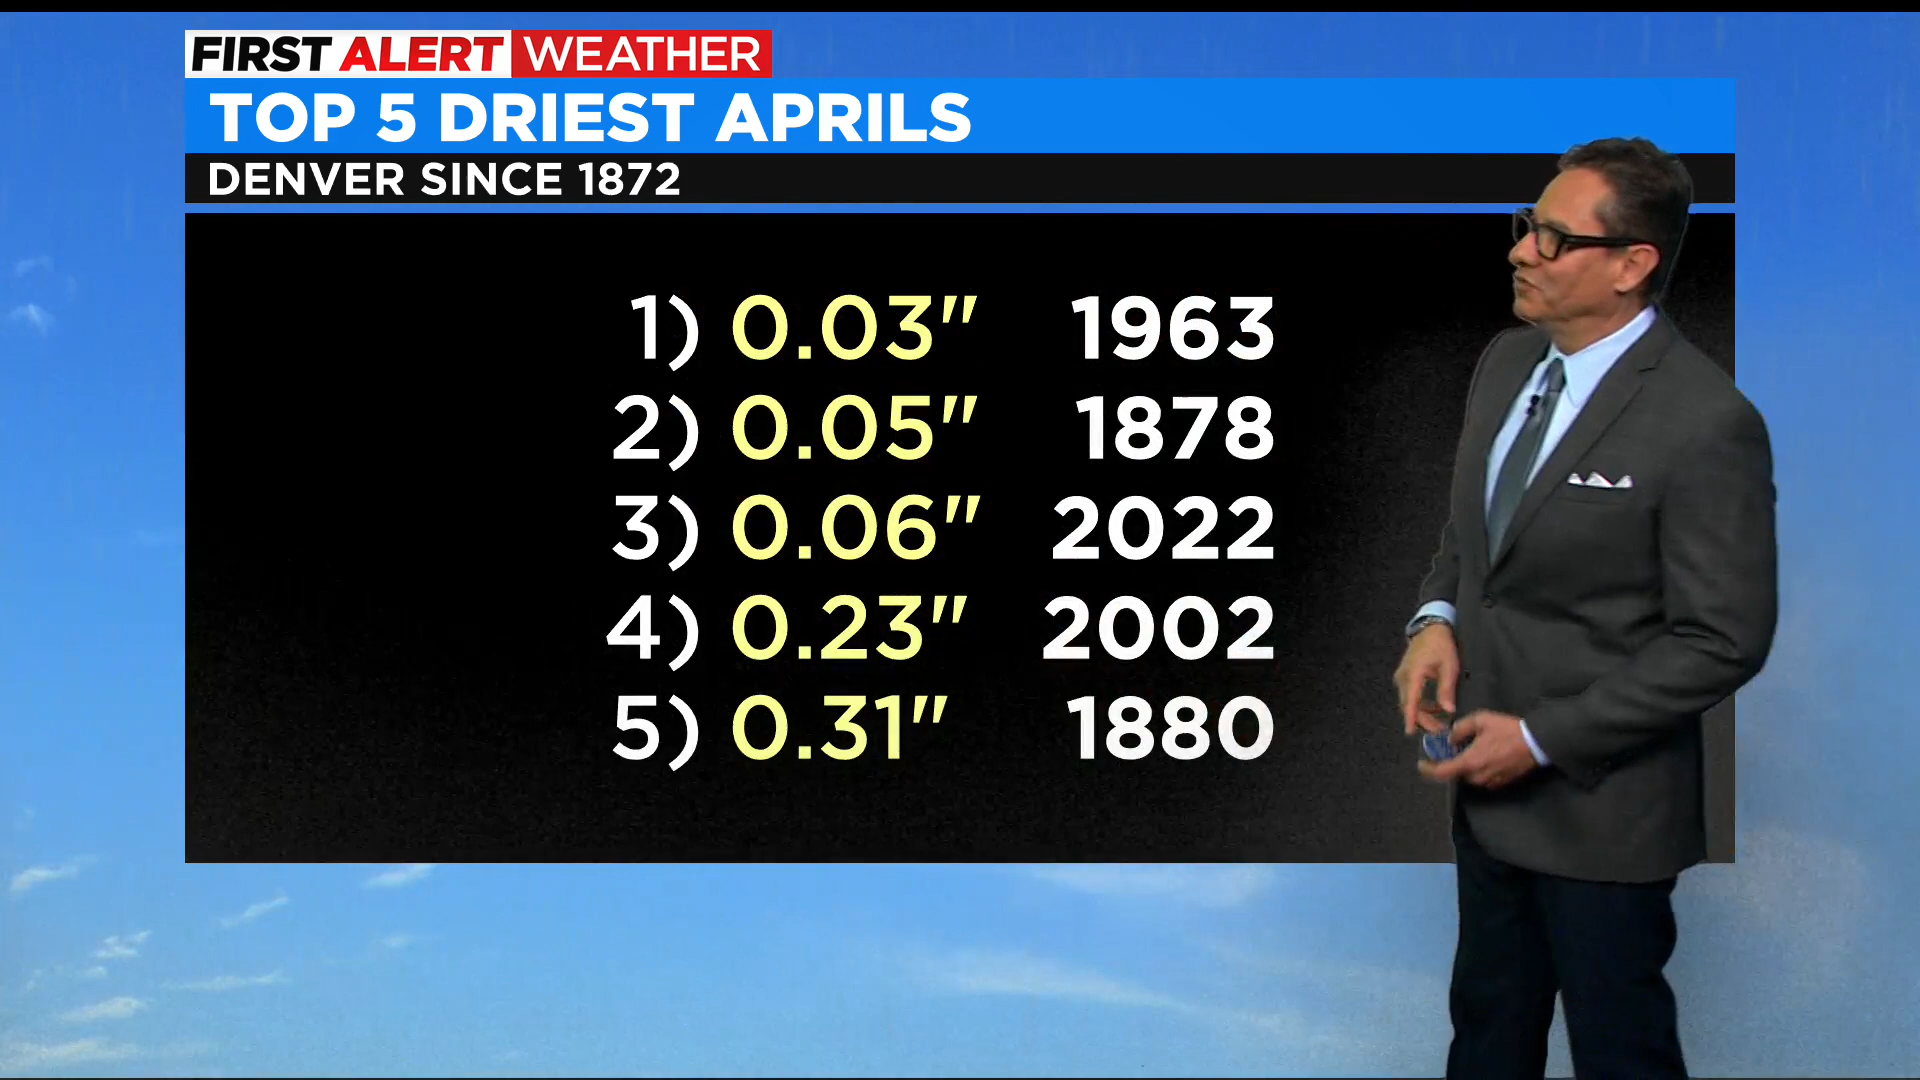 FIRST ALERT WEATHER
TOP 5 DRIEST APRILS
DENVER SINCE 1872
1) 0.03" 1963
2) 0.05" 1878
3) 0.06" 2022
4) 0.23" 2002
5) 0.31" 1880